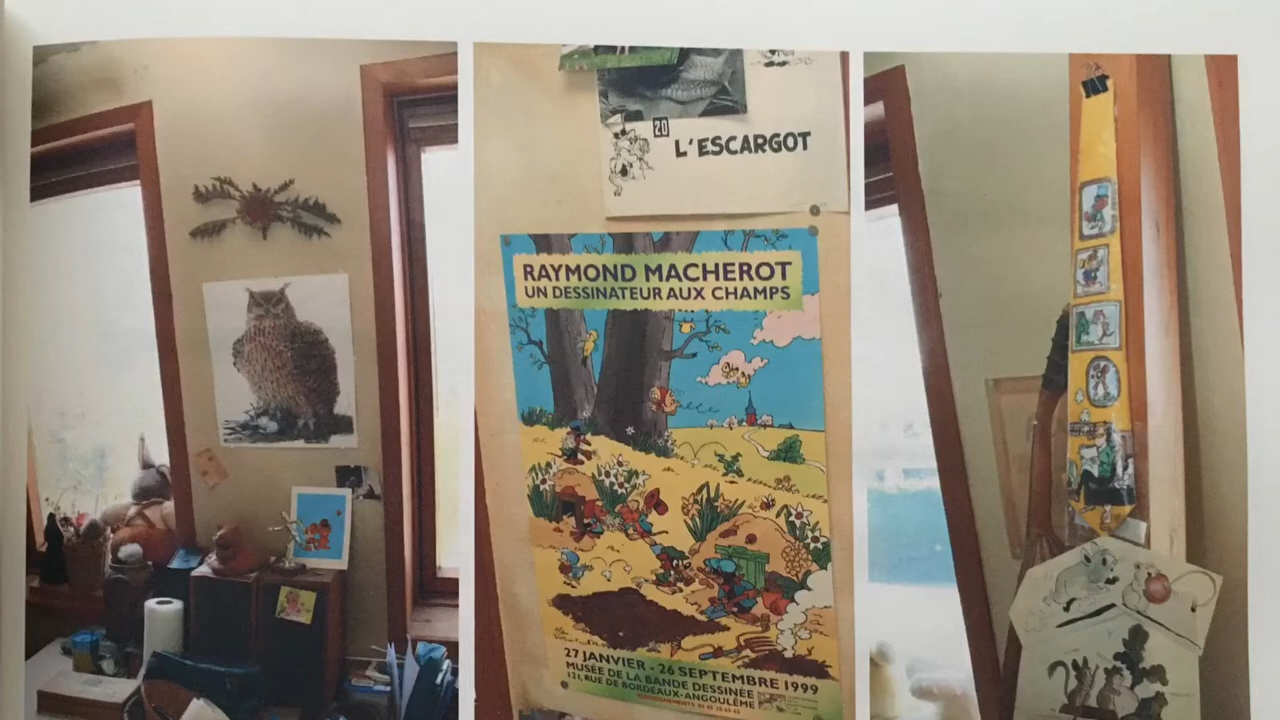 20
L'ESCARGOT
RAYMOND MACHEROT
UN DESSINATEUR AUX CHAMPS
27 JANVIER - 26 SEPTEMBRE 1999
MUSÉE DE LA BANDE DESSINÉE
121, RUE DE BORDEAUX-ANGOULÊME